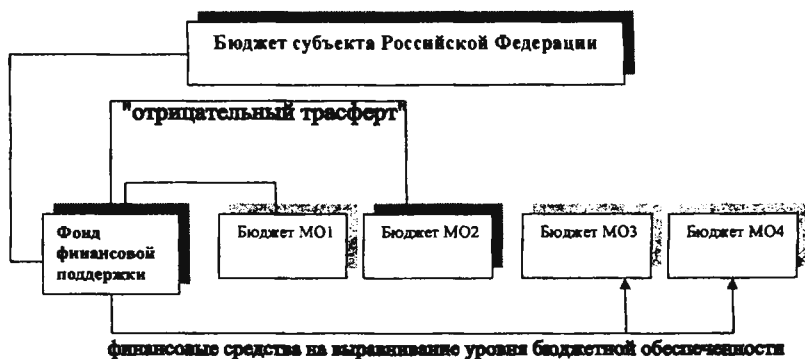 Бюджет субъекта Российской Федерации
"отрицательный трасферт"
Фонд
финансовой
поддержки
Бюджет МО1
Бюджет МО2
Бюджет МО3
Бюджет МО4
финансовые средства на выравнивание уровня бюджетной обеспеченности